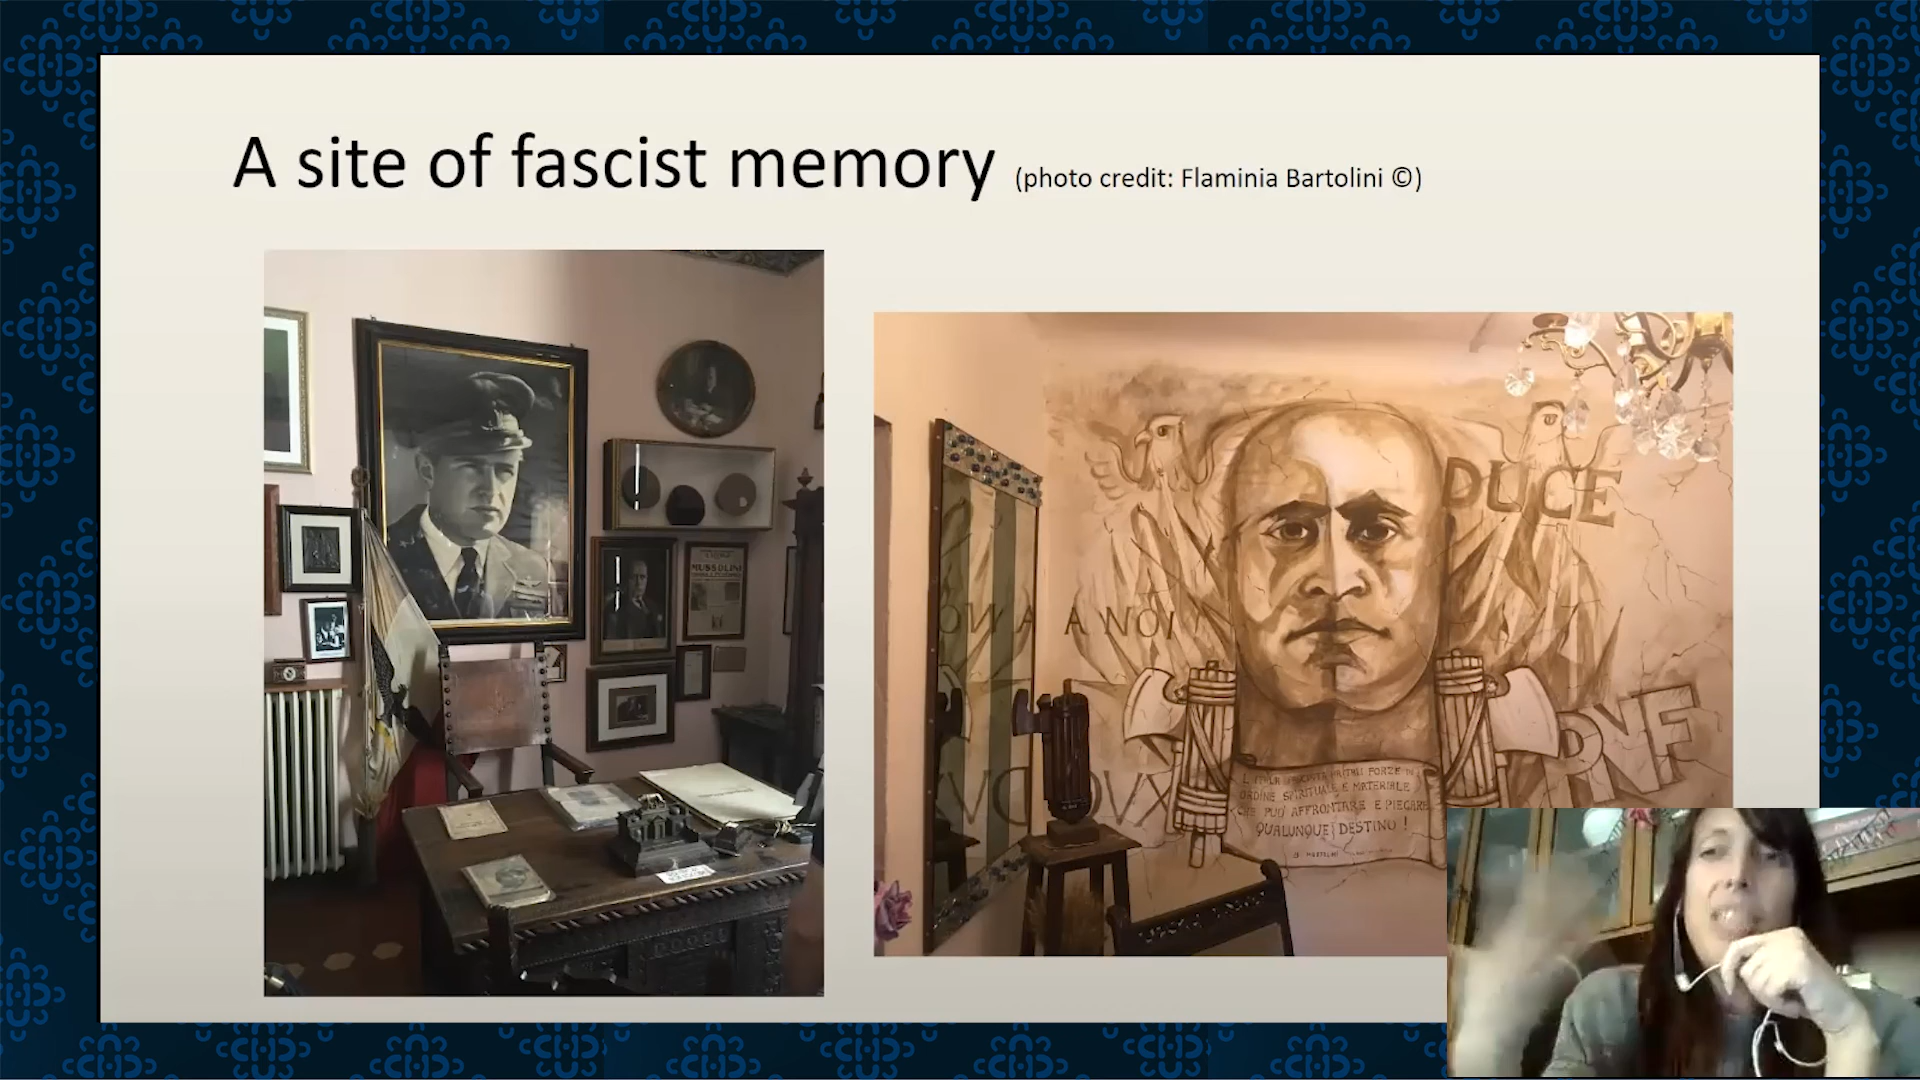 A site of fascist memory (photo credit: Flaminia Bartolini ©)
MUSSOLINI
DUCE
A NOI
PNF
DVX
ORDINE SPIRITUALE E MATERIALE
CHE PUÒ AFFRONTARE E PIEGARE
QUALUNQUE DESTINO !